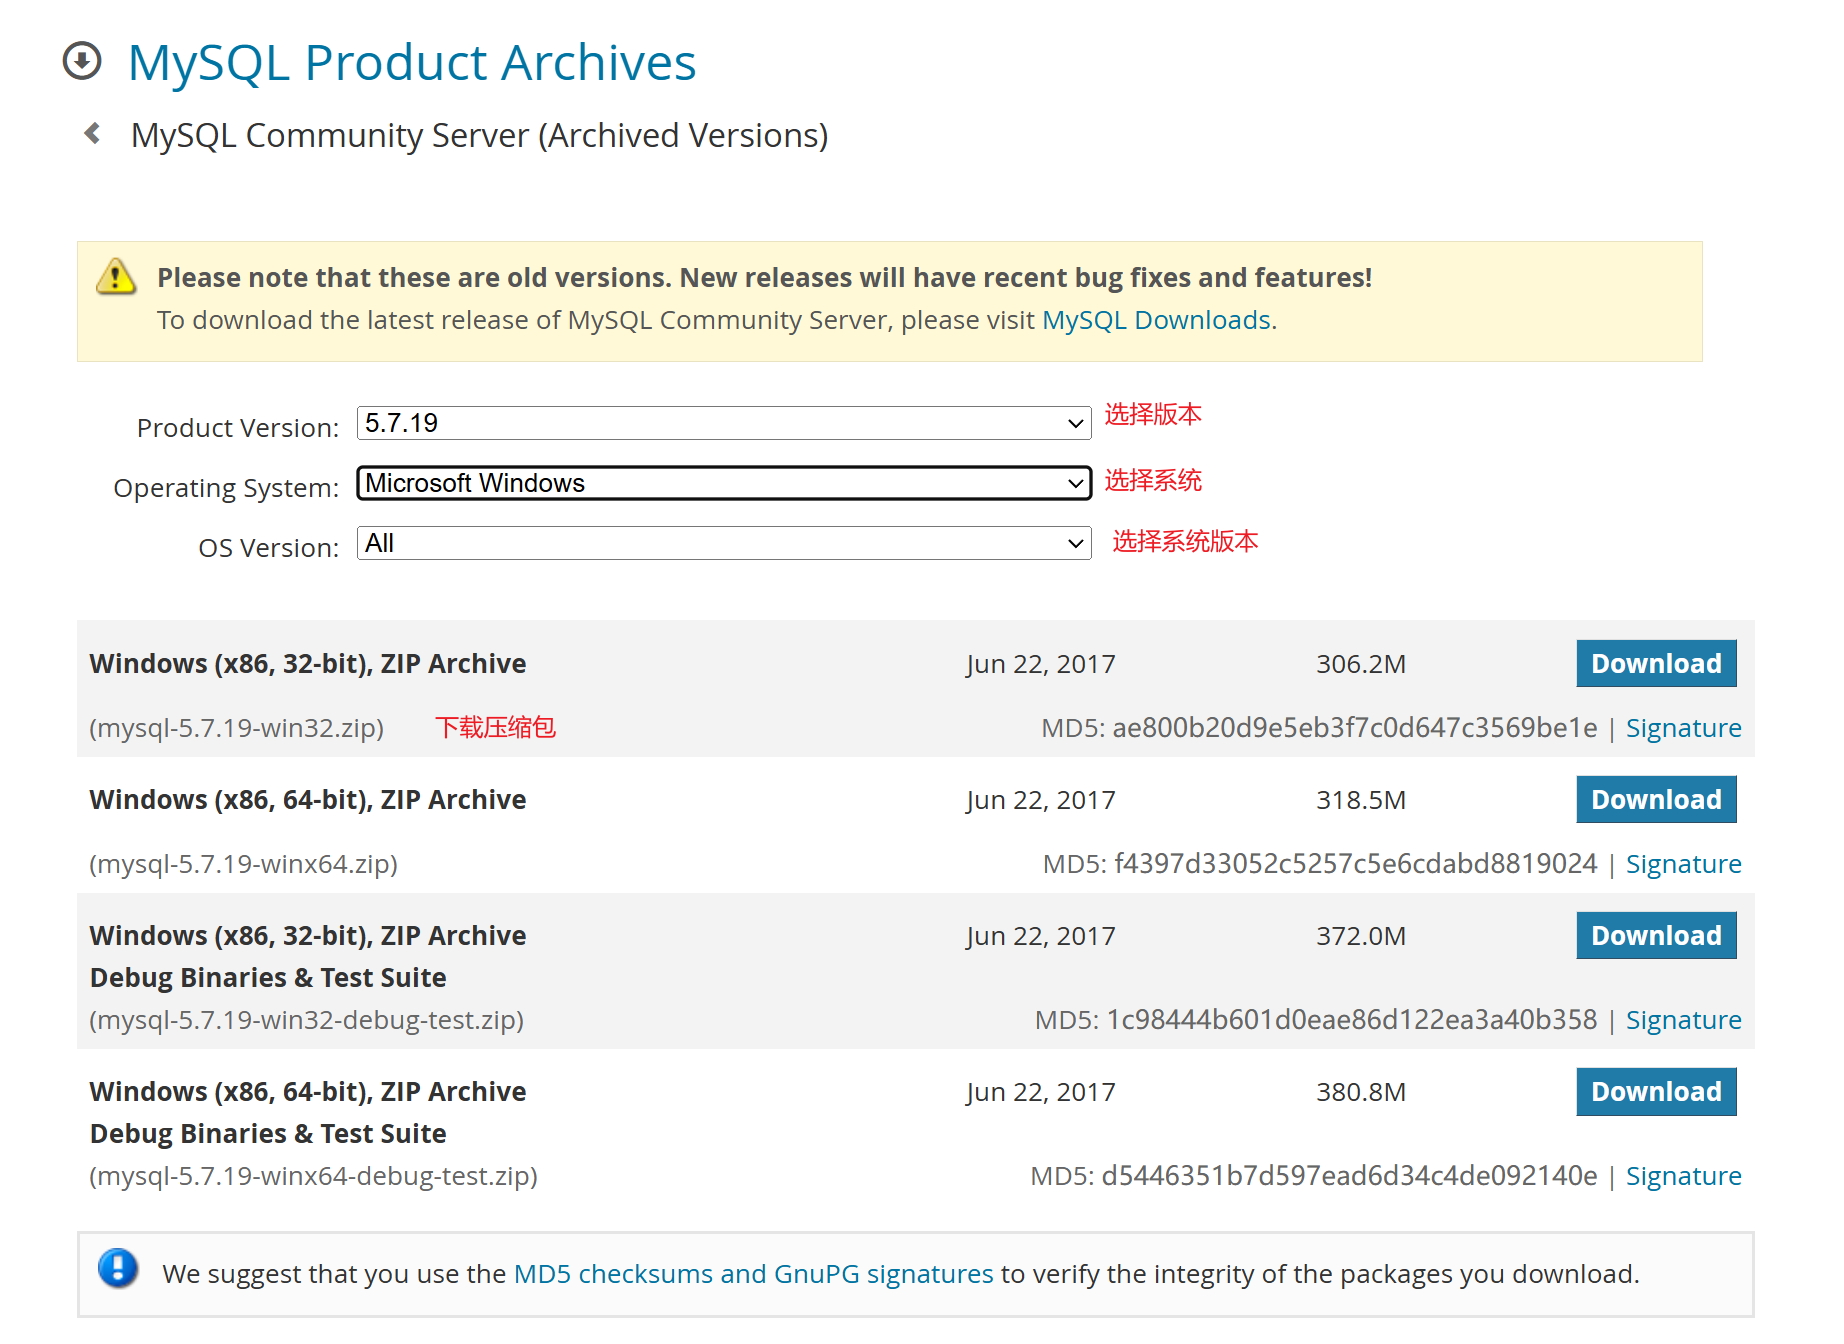 MySQL Product Archives
MySQL Community Server (Archived Versions)
Please note that these are old versions. New releases will have recent bug fixes and features!
To download the latest release of MySQL Community Server, please visit MySQL Downloads.
Product Version: 5.7.19 选择版本
Operating System: Microsoft Windows 选择系统
OS Version: All 选择系统版本
Windows (x86, 32-bit), ZIP Archive Jun 22, 2017 306.2M Download
(mysql-5.7.19-win32.zip) 下载压缩包 MD5: ae800b20d9e5eb3f7c0d647c3569be1e | Signature
Windows (x86, 64-bit), ZIP Archive Jun 22, 2017 318.5M Download
(mysql-5.7.19-winx64.zip) MD5: f4397d33052c5257c5e6cdabd8819024 | Signature
Windows (x86, 32-bit), ZIP Archive Jun 22, 2017 372.0M Download
Debug Binaries & Test Suite
(mysql-5.7.19-win32-debug-test.zip) MD5: 1c98444b601d0eae86d122ea3a40b358 | Signature
Windows (x86, 64-bit), ZIP Archive Jun 22, 2017 380.8M Download
Debug Binaries & Test Suite
(mysql-5.7.19-winx64-debug-test.zip) MD5: d5446351b7d597ead6d34c4de092140e | Signature
We suggest that you use the MD5 checksums and GnuPG signatures to verify the integrity of the packages you download.